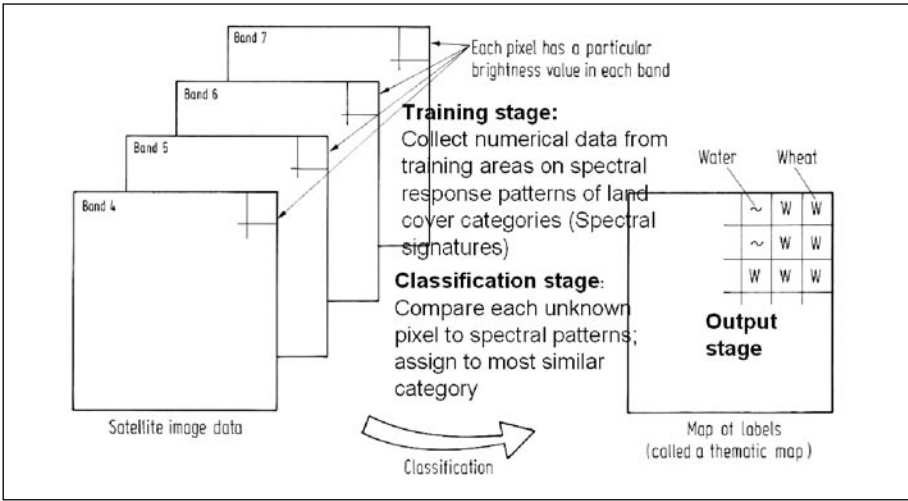 Band 7
Band 6
Band 5
Band 4
Each pixel has a particular
brightness value in each band
Training stage:
Collect numerical data from
training areas on spectral
response patterns of land
cover categories (Spectral
signatures)
Classification stage:
Compare each unknown
pixel to spectral patterns;
assign to most similar
category
Satellite image data
Classification
Water Wheat
~ W W
~ W W
W W W
Output
stage
Map of labels
(called a thematic map)